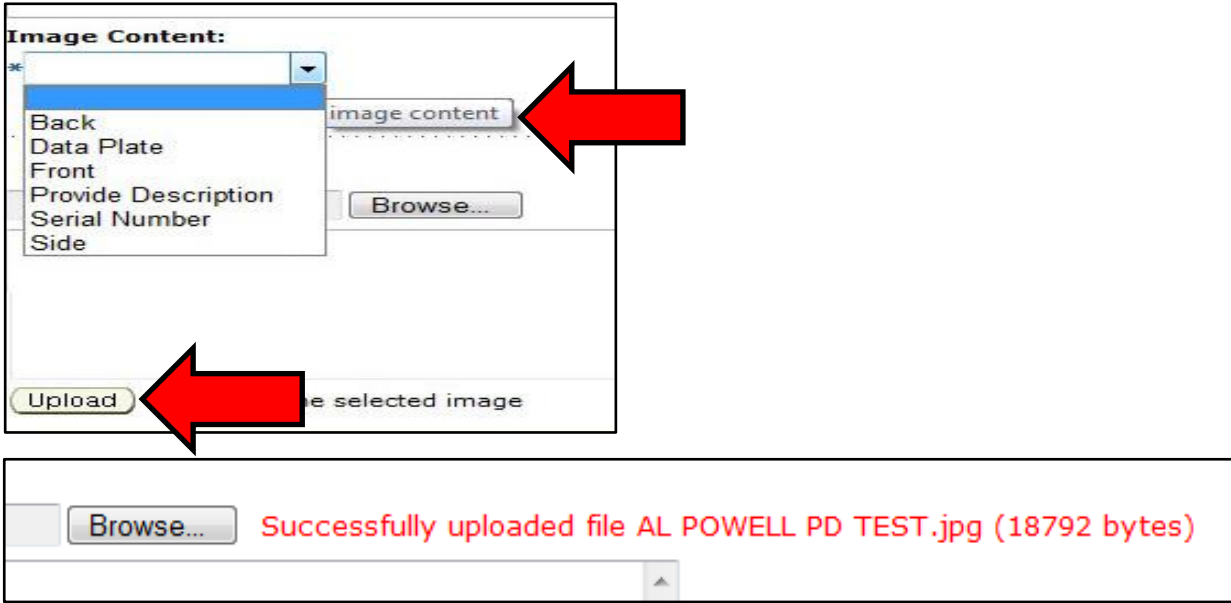 Image Content:
*
image content
Back
Data Plate
Front
Provide Description
Browse...
Serial Number
Side
Upload
selected image
Browse... Successfully uploaded file AL POWELL PD TEST.jpg (18792 bytes)